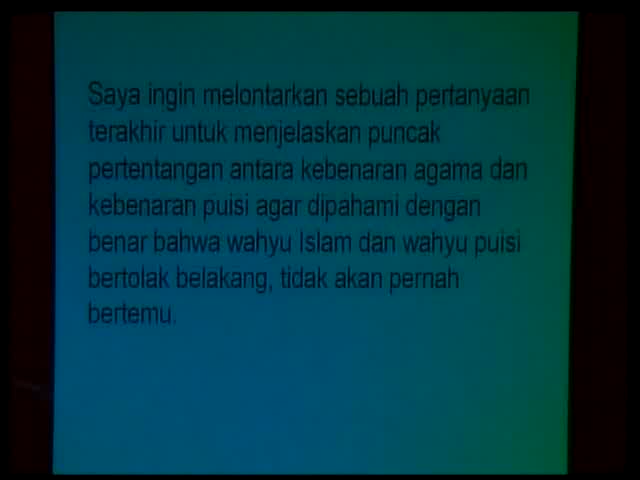 Saya ingin melontarkan sebuah pertanyaan
terakhir untuk menjelaskan puncak
pertentangan antara kebenaran agama dan
kebenaran puisi agar dipahami dengan
benar bahwa wahyu Islam dan wahyu puisi
bertolak belakang, tidak akan pernah
bertemu.